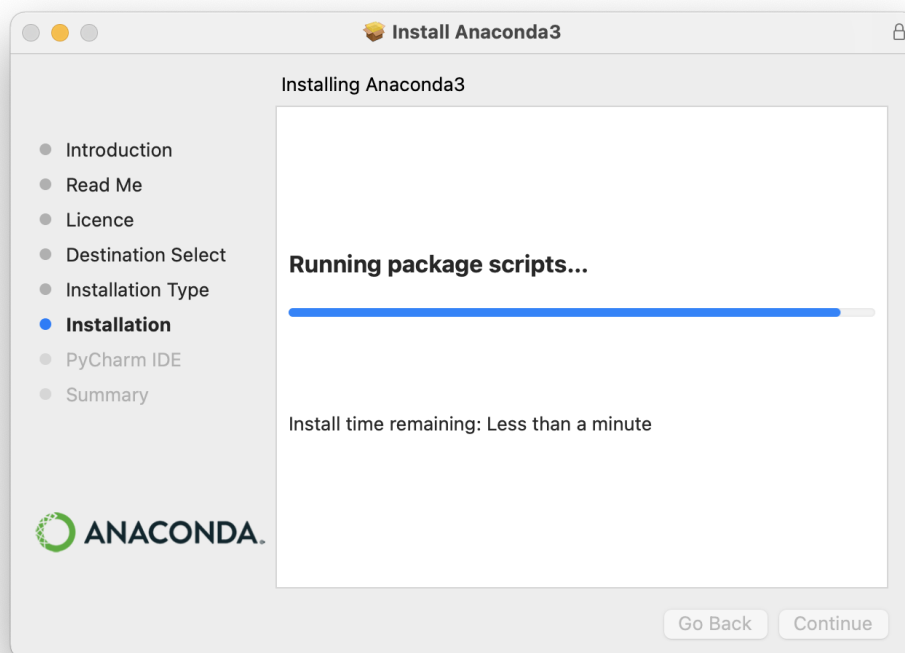 Install Anaconda3
Installing Anaconda3
Introduction
Read Me
Licence
Destination Select
Installation Type
Installation
PyCharm IDE
Summary
Running package scripts...
Install time remaining: Less than a minute
ANACONDA.
Go Back
Continue